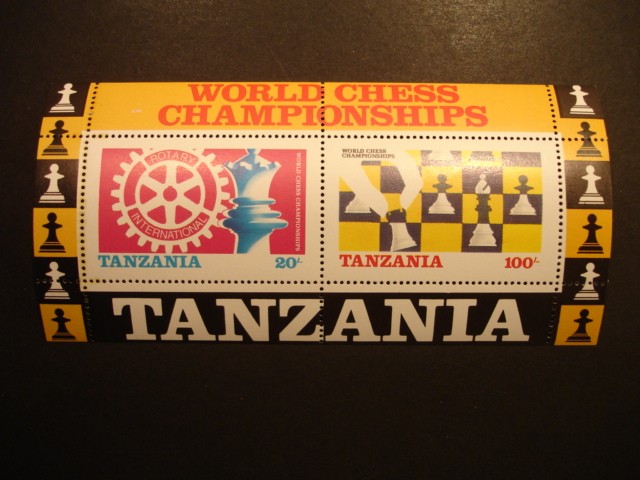 WORLD CHESS
CHAMPIONSHIPS
ROTARY
INTERNATIONAL
WORLD CHESS CHAMPIONSHIPS
TANZANIA 20/-
WORLD CHESS
CHAMPIONSHIPS
TANZANIA 100/-
TANZANIA